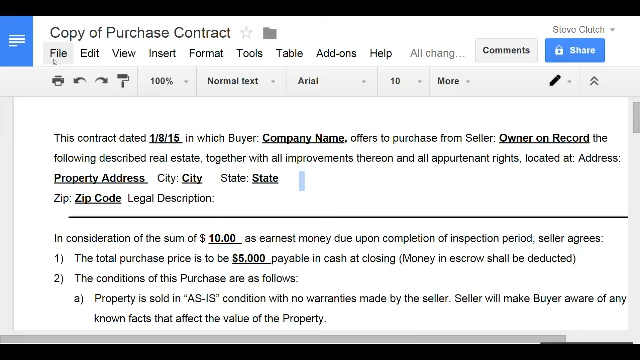 Copy of Purchase Contract
Steve Clutch
File Edit View Insert Format Tools Table Add-ons Help All chang...
Comments
Share
100% Normal text Arial 10 More
This contract dated 1/8/15 in which Buyer: Company Name, offers to purchase from Seller: Owner on Record the
following described real estate, together with all improvements thereon and all appurtenant rights, located at: Address:
Property Address City: City State: State
Zip: Zip Code Legal Description:
In consideration of the sum of $ 10.00 as earnest money due upon completion of inspection period, seller agrees:
1) The total purchase price is to be $5,000 payable in cash at closing (Money in escrow shall be deducted)
2) The conditions of this Purchase are as follows:
a) Property is sold in “AS-IS” condition with no warranties made by the seller. Seller will make Buyer aware of any
known facts that affect the value of the Property.